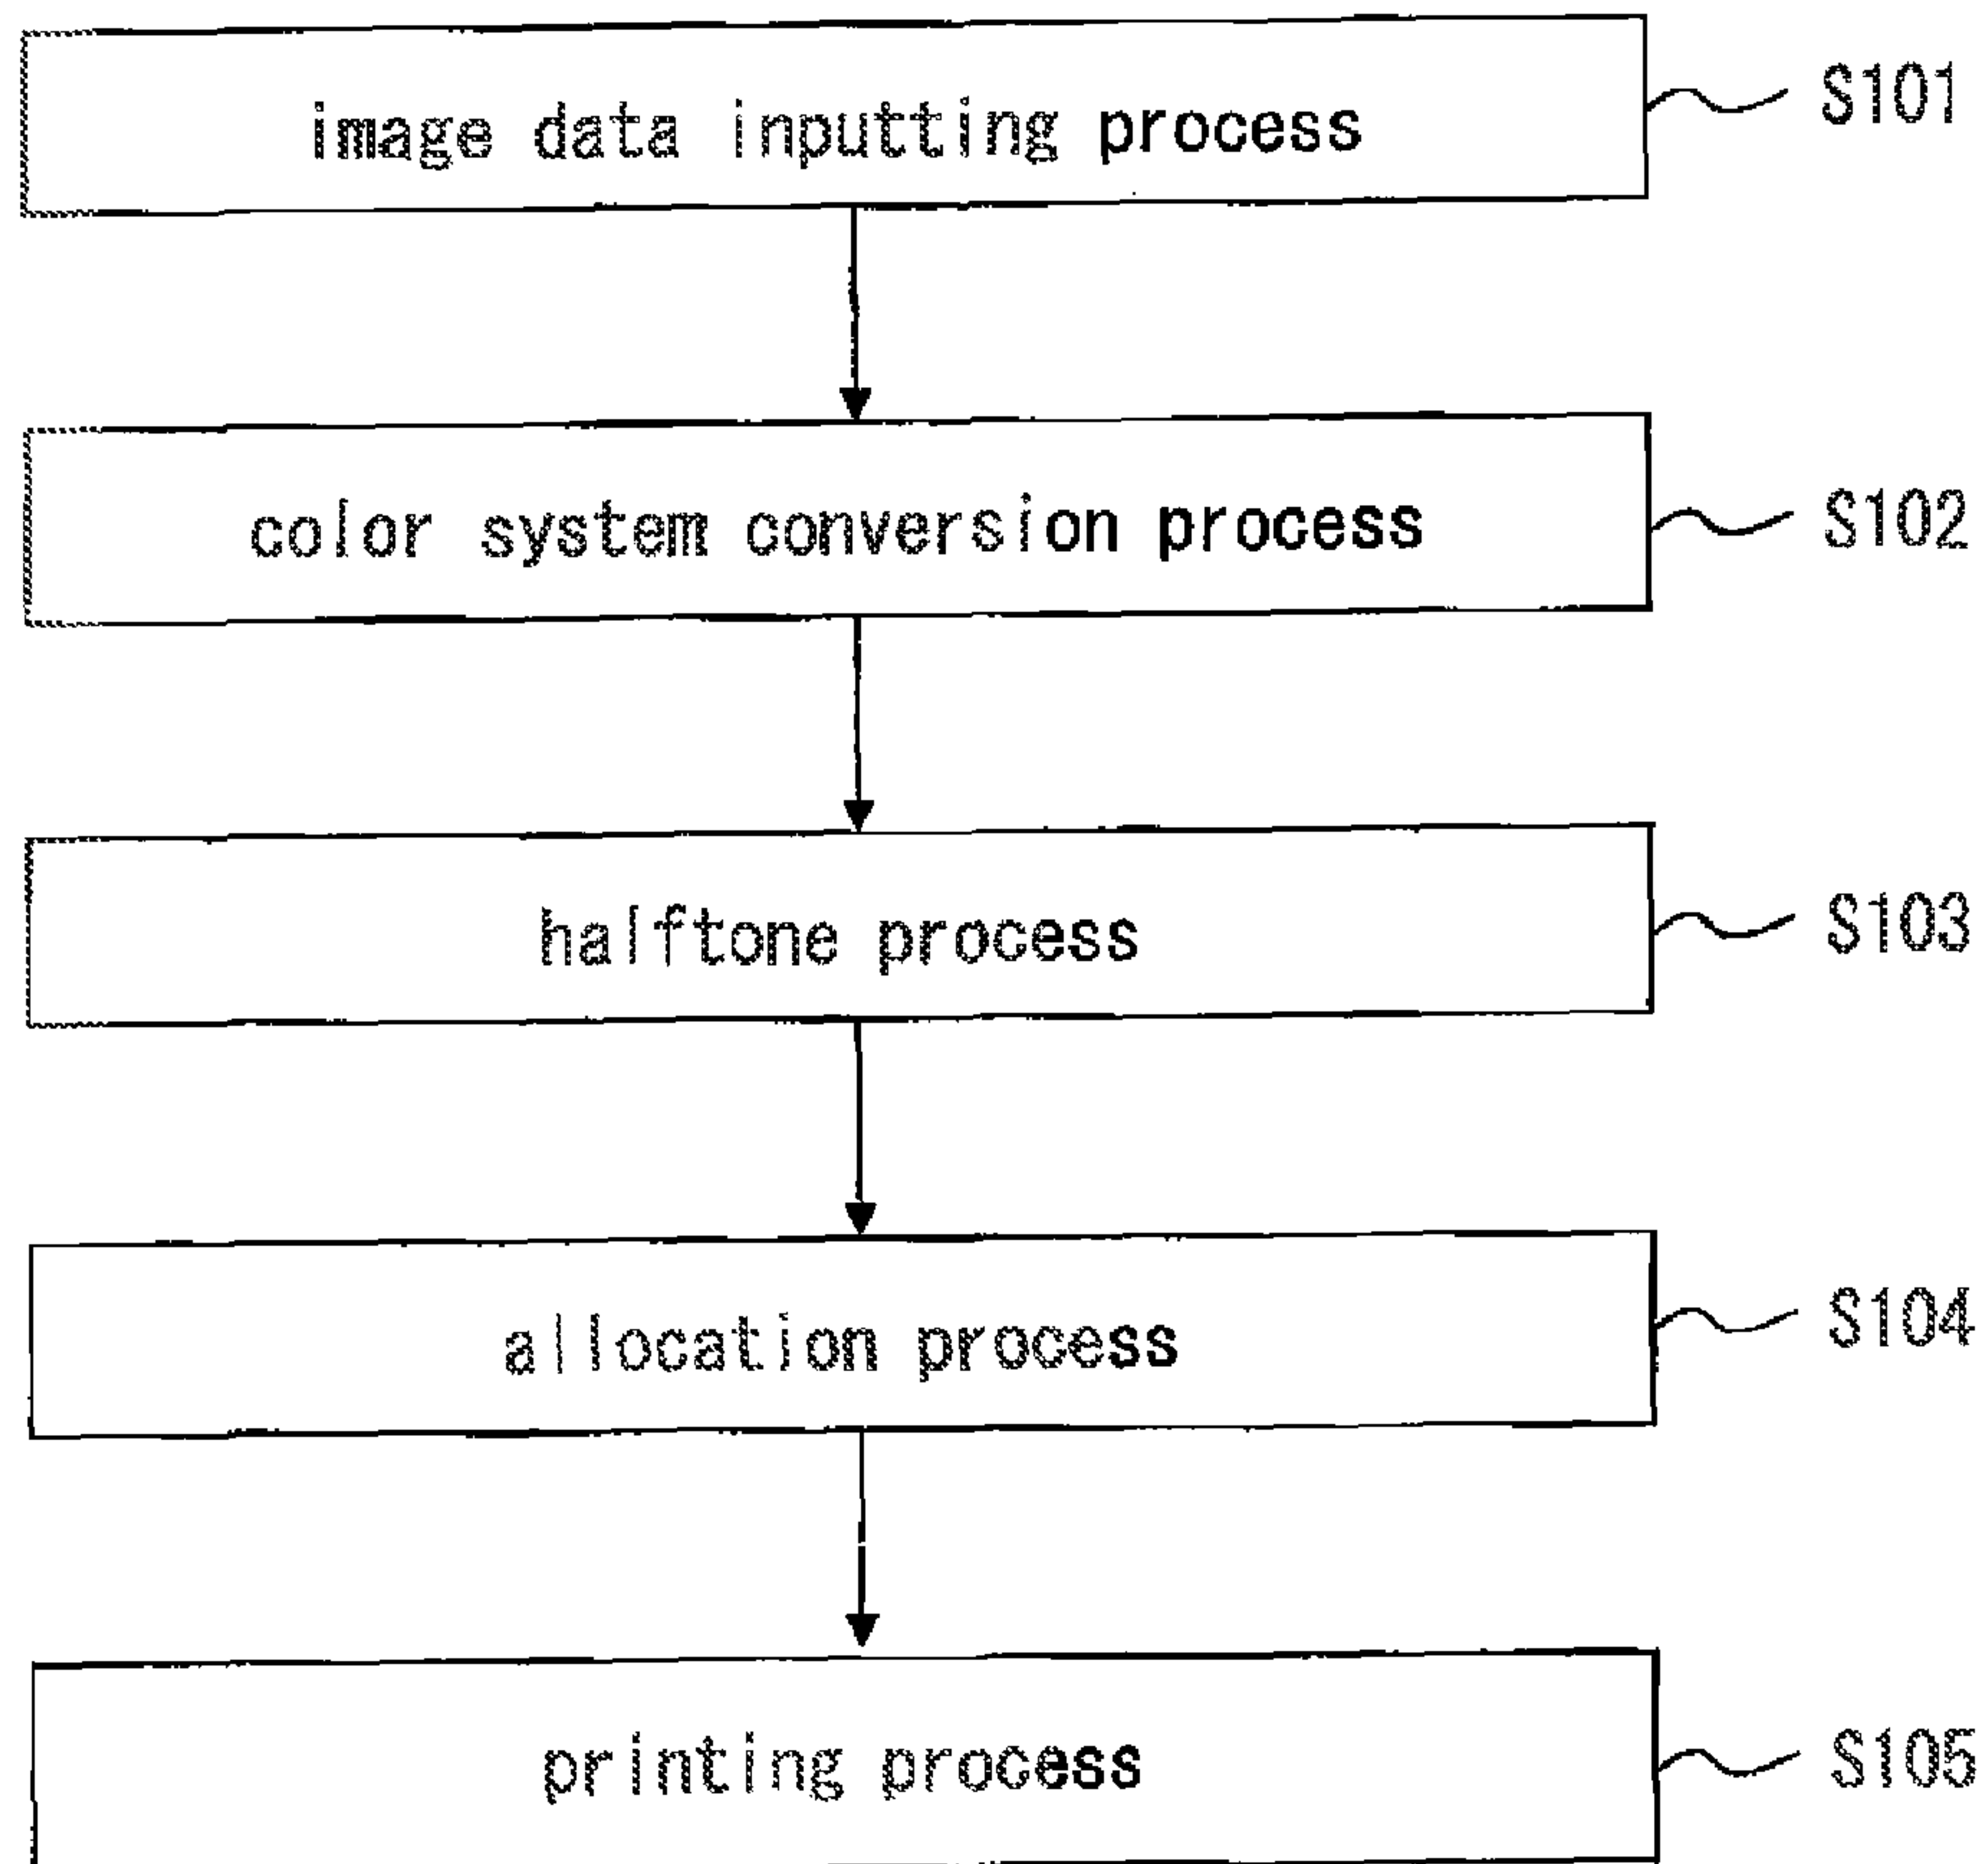 image data inputting process S101
color system conversion process S102
halftone process S103
allocation process S104
printing process S105